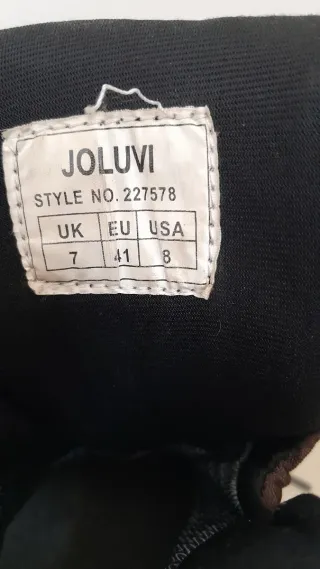 JOLUVI
STYLE NO. 227578
UK EU USA
7 41 8